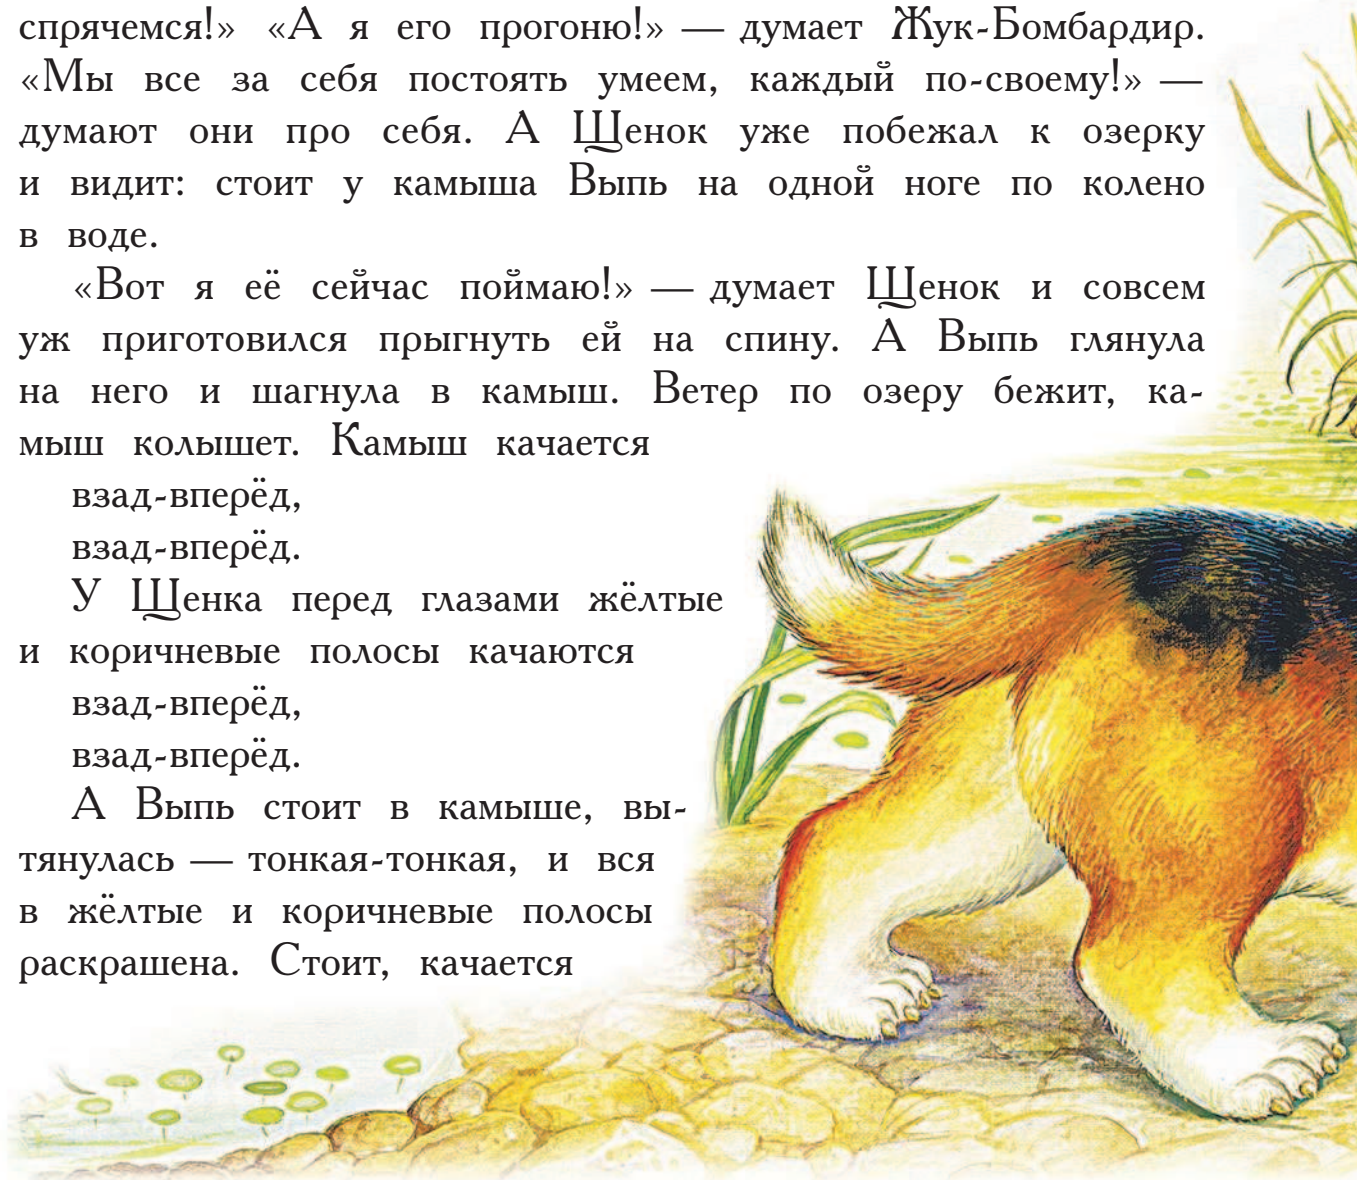 спрячемся!» «А я его прогоню!» — думает Жук-Бомбардир.
«Мы все за себя постоять умеем, каждый по-своему!» —
думают они про себя. А Щенок уже побежал к озерку
и видит: стоит у камыша Выпь на одной ноге по колено
в воде.
«Вот я её сейчас поймаю!» — думает Щенок и совсем
уж приготовился прыгнуть ей на спину. А Выпь глянула
на него и шагнула в камыш. Ветер по озеру бежит, ка-
мыш колышет. Камыш качается
взад-вперёд,
взад-вперёд.
У Щенка перед глазами жёлтые
и коричневые полосы качаются
взад-вперёд,
взад-вперёд.
А Выпь стоит в камыше, вы-
тянулась — тонкая-тонкая, и вся
в жёлтые и коричневые полосы
раскрашена. Стоит, качается